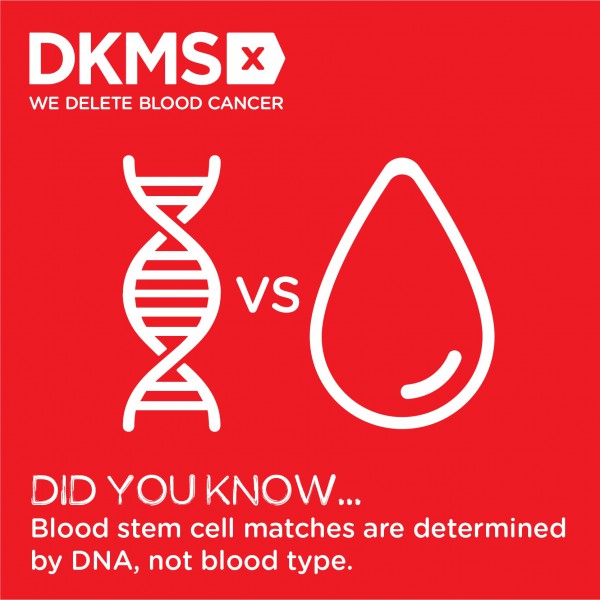 DKMS x
WE DELETE BLOOD CANCER
VS
DID YOU KNOW...
Blood stem cell matches are determined
by DNA, not blood type.